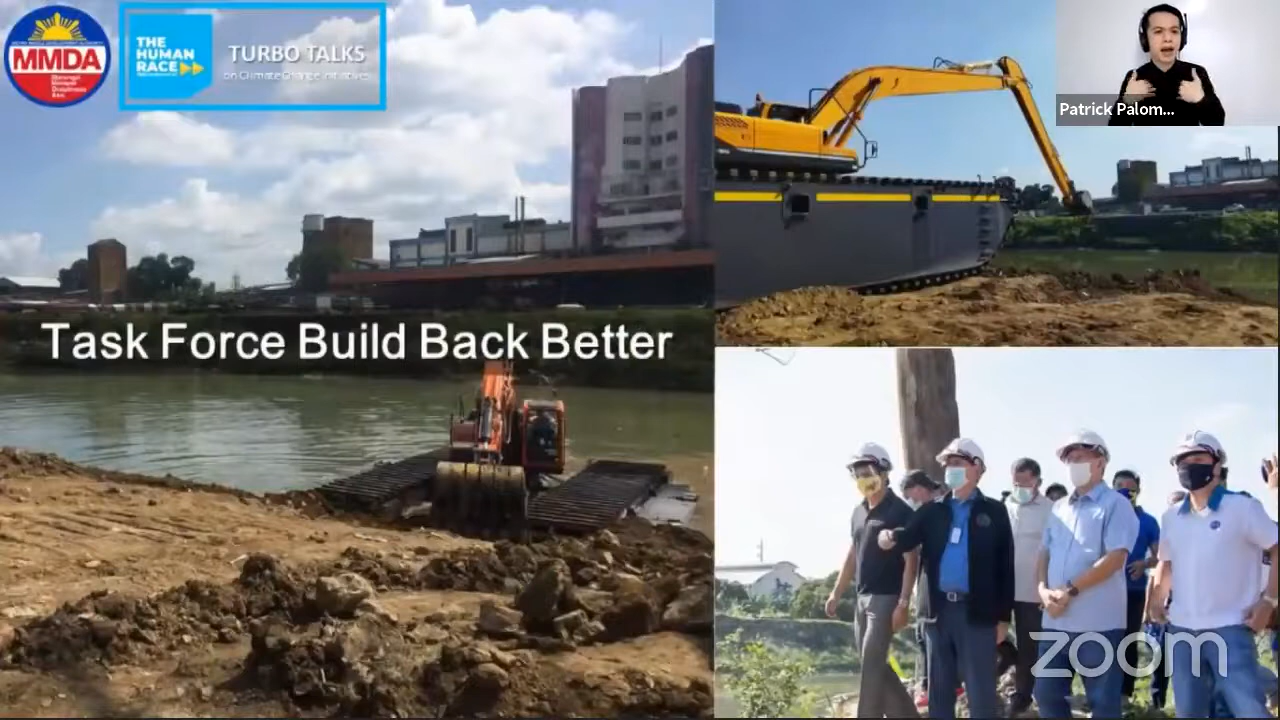 MMDA
THE
HUMAN
RACE
TURBO TALKS
on Climate Change Initiatives
Patrick Palom...
Task Force Build Back Better
zoom